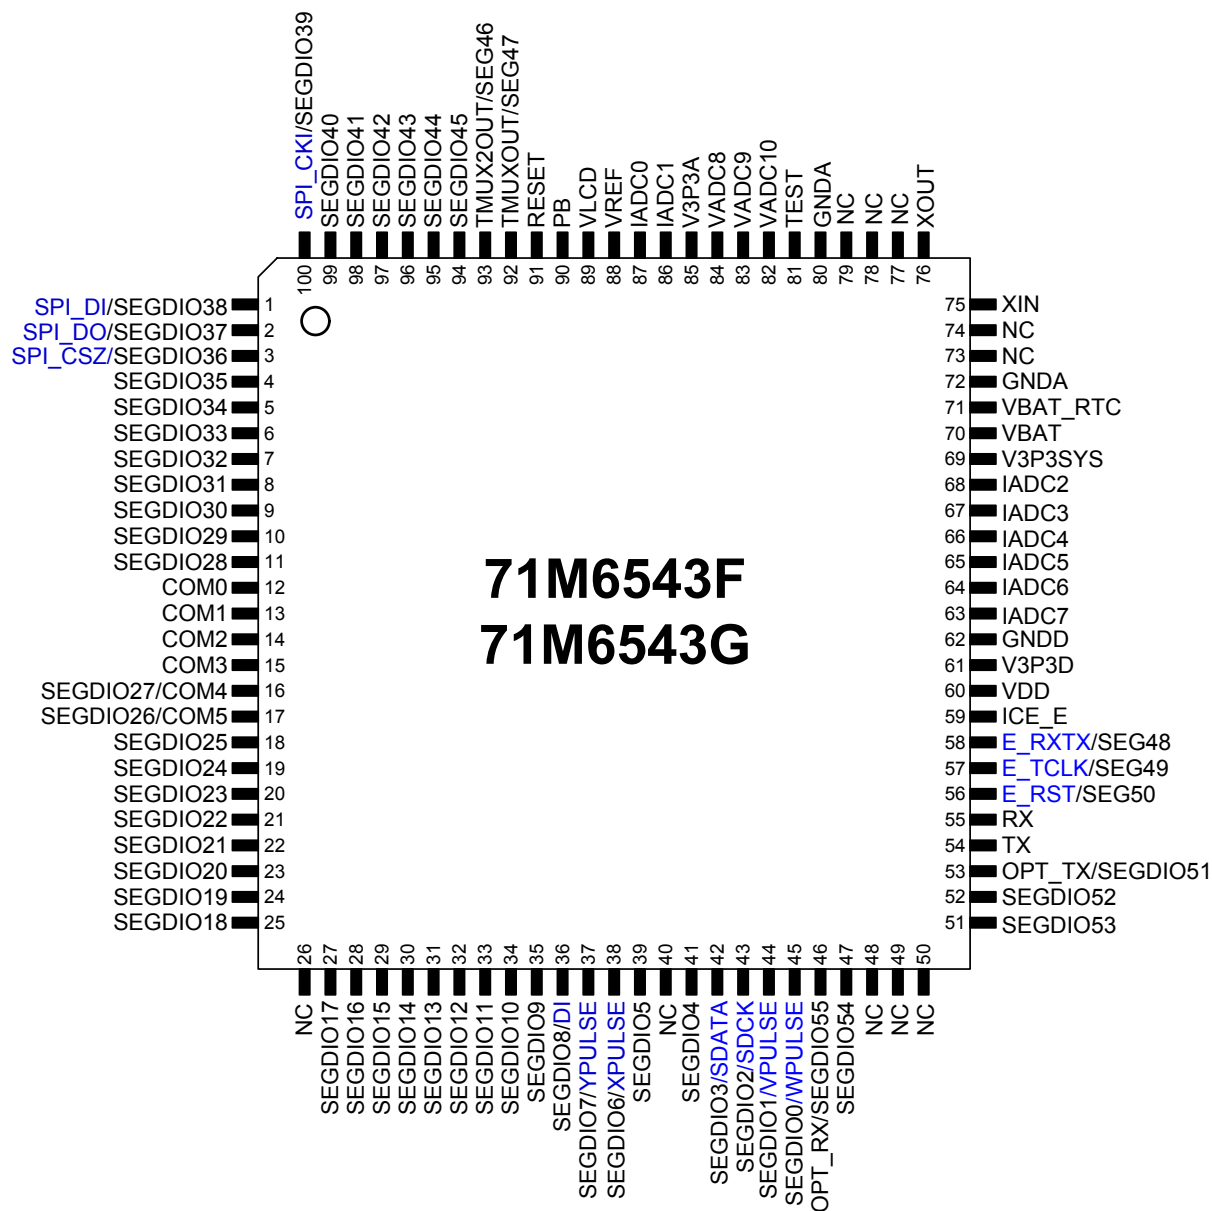 SPI_CKI/SEGDIO39
SEGDIO40
SEGDIO41
SEGDIO42
SEGDIO43
SEGDIO44
SEGDIO45
TMUX2OUT/SEG46
TMUXOUT/SEG47
RESET
PB
VLCD
VREF
IADC0
IADC1
V3P3A
VADC8
VADC9
VADC10
TEST
GNDA
NC
NC
NC
XOUT
100
99
98
97
96
95
94
93
92
91
90
89
88
87
86
85
84
83
82
81
80
79
78
77
76
SPI_DI/SEGDIO38 1
SPI_DO/SEGDIO37 2
SPI_CSZ/SEGDIO36 3
SEGDIO35 4
SEGDIO34 5
SEGDIO33 6
SEGDIO32 7
SEGDIO31 8
SEGDIO30 9
SEGDIO29 10
SEGDIO28 11
COM0 12
COM1 13
COM2 14
COM3 15
SEGDIO27/COM4 16
SEGDIO26/COM5 17
SEGDIO25 18
SEGDIO24 19
SEGDIO23 20
SEGDIO22 21
SEGDIO21 22
SEGDIO20 23
SEGDIO19 24
SEGDIO18 25
71M6543F
71M6543G
75 XIN
74 NC
73 NC
72 GNDA
71 VBAT_RTC
70 VBAT
69 V3P3SYS
68 IADC2
67 IADC3
66 IADC4
65 IADC5
64 IADC6
63 IADC7
62 GNDD
61 V3P3D
60 VDD
59 ICE_E
58 E_RXTX/SEG48
57 E_TCLK/SEG49
56 E_RST/SEG50
55 RX
54 TX
53 OPT_TX/SEGDIO51
52 SEGDIO52
51 SEGDIO53
26
27
28
29
30
31
32
33
34
35
36
37
38
39
40
41
42
43
44
45
46
47
48
49
50
NC
SEGDIO17
SEGDIO16
SEGDIO15
SEGDIO14
SEGDIO13
SEGDIO12
SEGDIO11
SEGDIO10
SEGDIO9
SEGDIO8/DI
SEGDIO7/YPULSE
SEGDIO6/XPULSE
SEGDIO5
NC
SEGDIO4
SEGDIO3/SDATA
SEGDIO2/SDCK
SEGDIO1/VPULSE
SEGDIO0/WPULSE
OPT_RX/SEGDIO55
SEGDIO54
NC
NC
NC